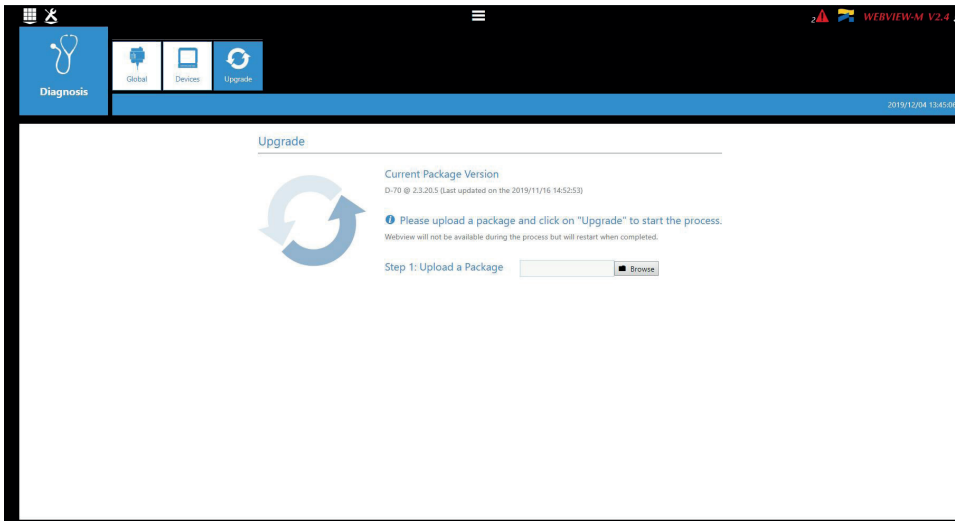 2
WEBVIEW-M V2.4
Diagnosis
Global
Devices
Upgrade
2019/12/04 13:45:06
Upgrade
Current Package Version
D-70 @ 2.3.20.5 (Last updated on the 2019/11/16 14:52:53)
Please upload a package and click on "Upgrade" to start the process.
Webview will not be available during the process but will restart when completed.
Step 1: Upload a Package
Browse